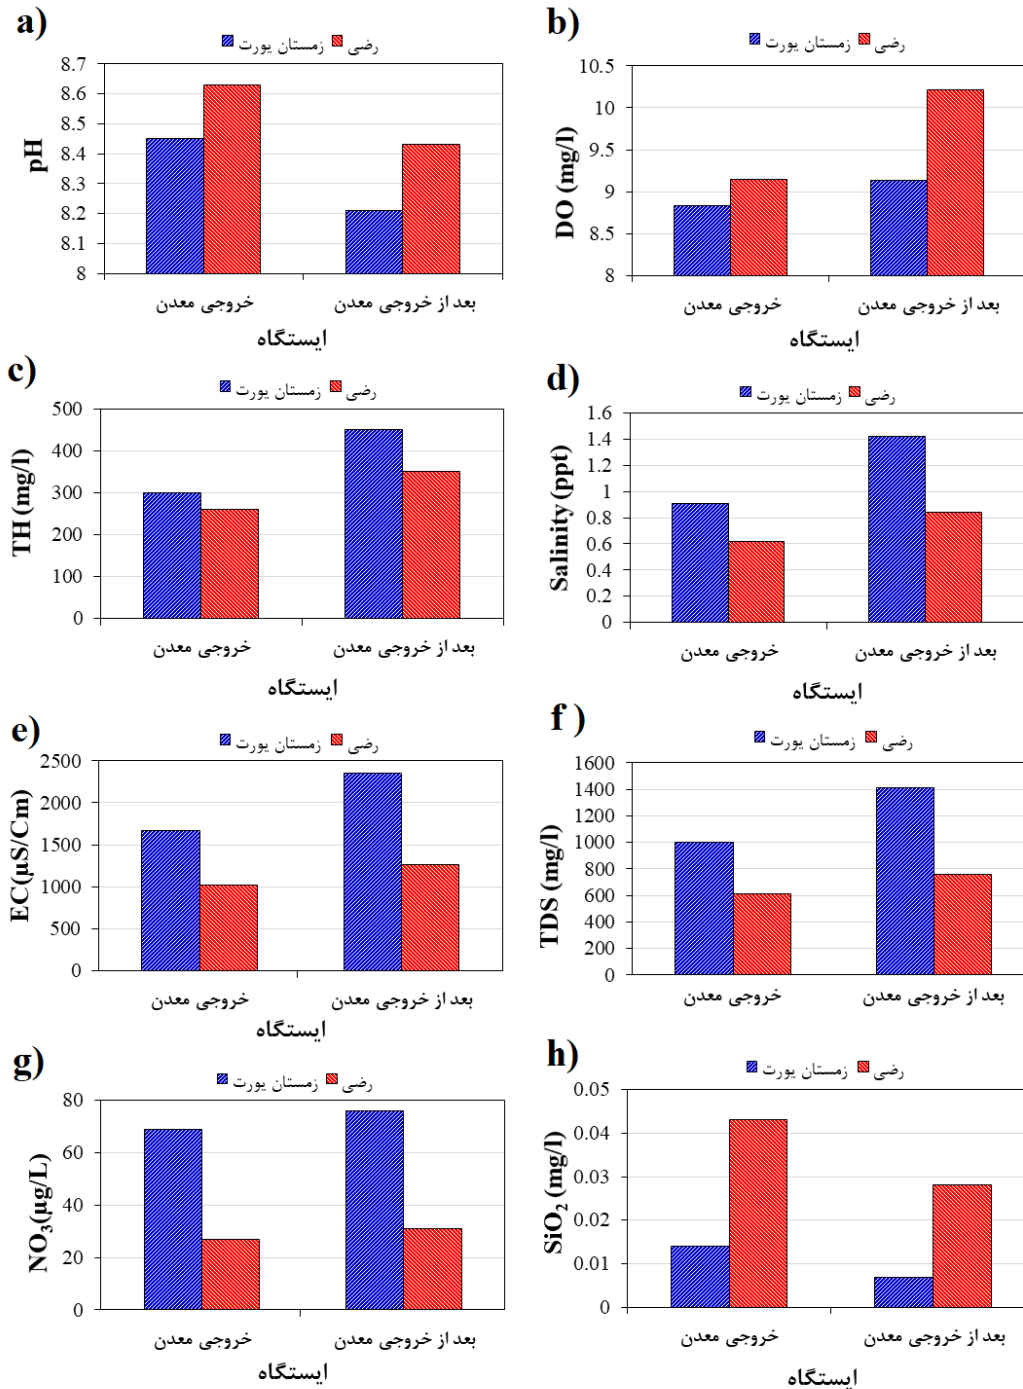 a)
زمستان یورت رضی
8.7
8.6
8.5
8.4
8.3
8.2
8.1
8
pH
خروجی معدن بعد از خروجی معدن
ایستگاه
b)
زمستان یورت رضی
10.5
10
9.5
9
8.5
8
DO (mg/l)
خروجی معدن بعد از خروجی معدن
ایستگاه
c)
زمستان یورت رضی
500
400
300
200
100
0
TH (mg/l)
خروجی معدن بعد از خروجی معدن
ایستگاه
d)
زمستان یورت رضی
1.6
1.4
1.2
1
0.8
0.6
0.4
0.2
0
Salinity (ppt)
خروجی معدن بعد از خروجی معدن
ایستگاه
e)
زمستان یورت رضی
2500
2000
1500
1000
500
0
EC(µS/Cm)
خروجی معدن بعد از خروجی معدن
ایستگاه
f )
زمستان یورت رضی
1600
1400
1200
1000
800
600
400
200
0
TDS (mg/l)
خروجی معدن بعد از خروجی معدن
ایستگاه
g)
زمستان یورت رضی
80
60
40
20
0
NO₃(µg/L)
خروجی معدن بعد از خروجی معدن
ایستگاه
h)
زمستان یورت رضی
0.05
0.04
0.03
0.02
0.01
0
SiO₂ (mg/l)
خروجی معدن بعد از خروجی معدن
ایستگاه